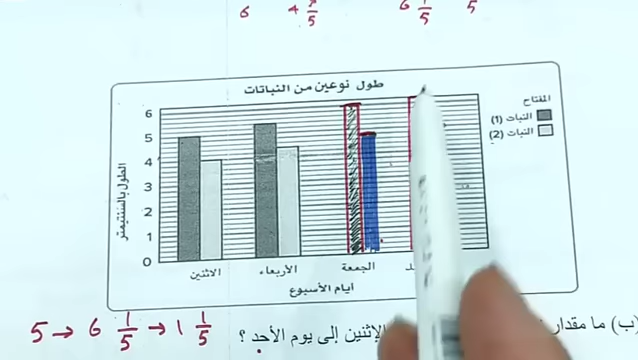 6 4 6 1/5 5
طول نوعين من النباتات
المفتاح
النبات (1)
النبات (2)
الطول بالسنتيمتر
6
5
4
3
2
1
0
الاثنين الأربعاء الجمعة
أيام الأسبوع
(ب) ما مقدار الإثنين إلى يوم الأحد ؟
5 → 6 1/5 → 1 1/5